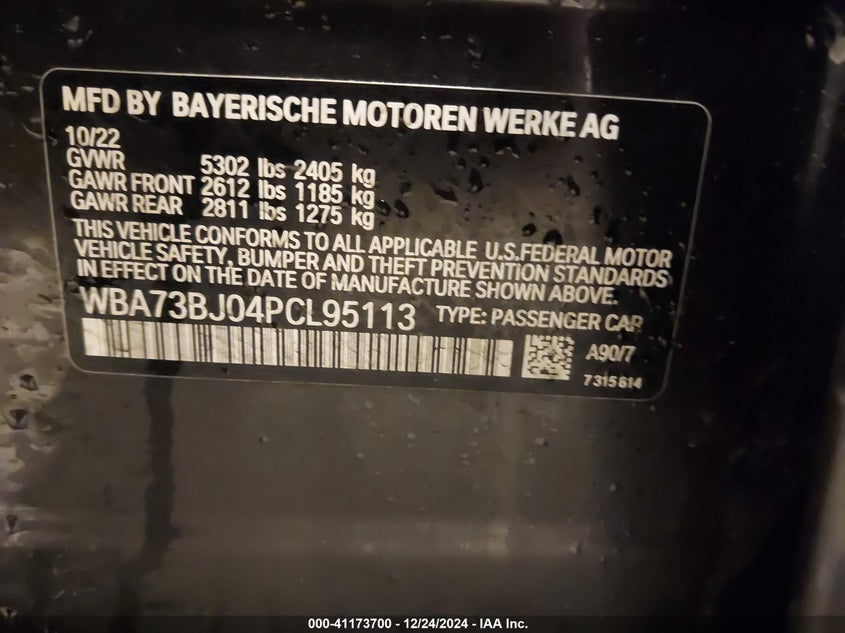 MFD BY BAYERISCHE MOTOREN WERKE AG
10/22
GVWR 5302 lbs 2405 kg
GAWR FRONT 2612 lbs 1185 kg
GAWR REAR 2811 lbs 1275 kg
THIS VEHICLE CONFORMS TO ALL APPLICABLE U.S.FEDERAL MOTOR
VEHICLE SAFETY, BUMPER AND THEFT PREVENTION STANDARDS
IN EFFECT ON THE DATE OF MANUFACTURE SHOWN ABOVE.
WBA73BJ04PCL95113 TYPE: PASSENGER CAR
A90/7
7315614
000-41173700 - 12/24/2024 - IAA Inc.